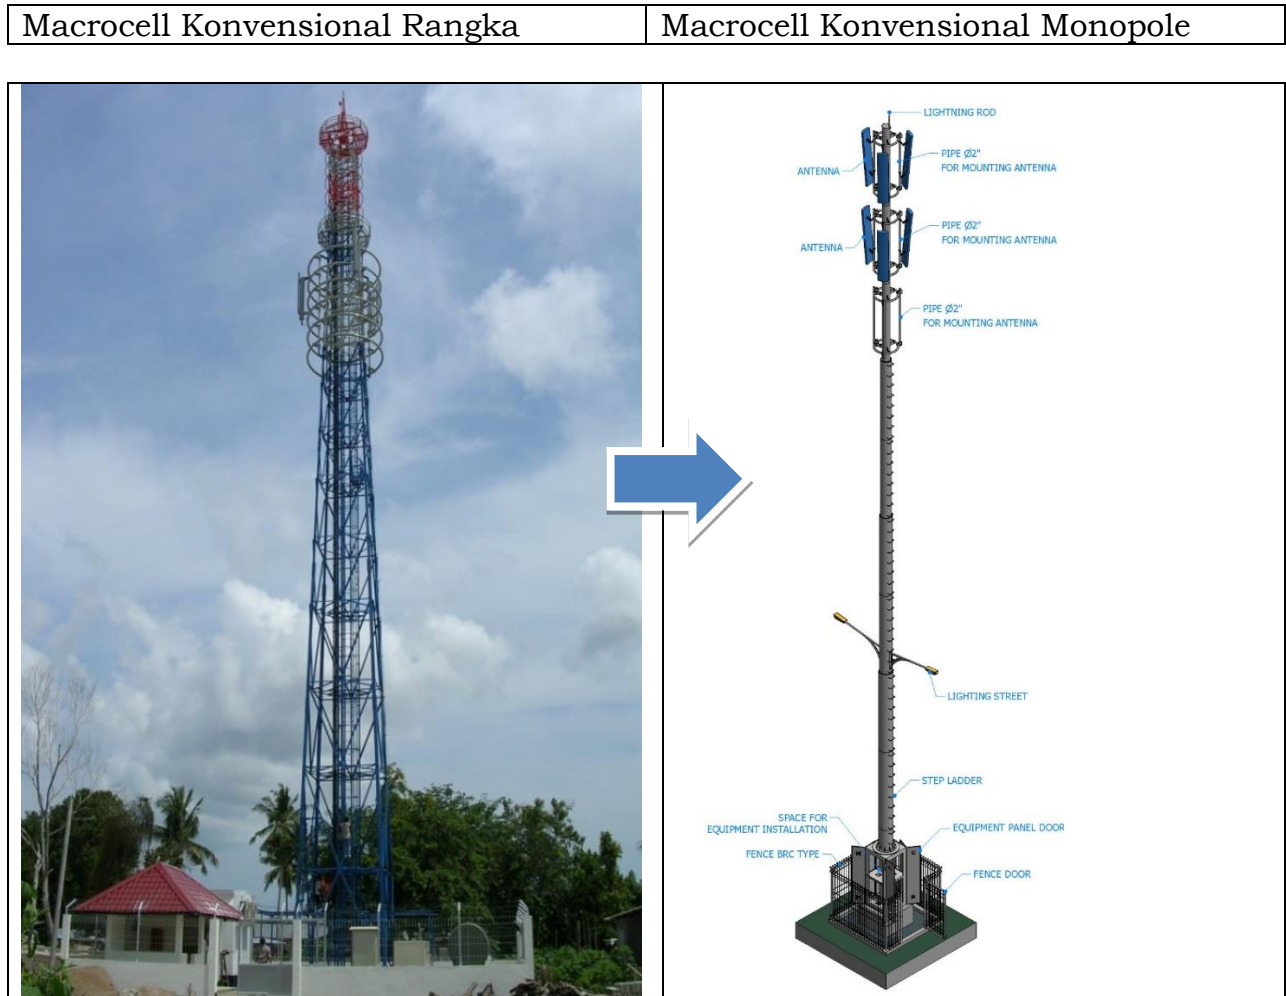 Macrocell Konvensional Rangka
Macrocell Konvensional Monopole
LIGHTNING ROD
PIPE Ø2"
FOR MOUNTING ANTENNA
ANTENNA
PIPE Ø2"
FOR MOUNTING ANTENNA
ANTENNA
PIPE Ø2"
FOR MOUNTING ANTENNA
LIGHTING STREET
STEP LADDER
SPACE FOR
EQUIPMENT INSTALLATION
EQUIPMENT PANEL DOOR
FENCE BRC TYPE
FENCE DOOR